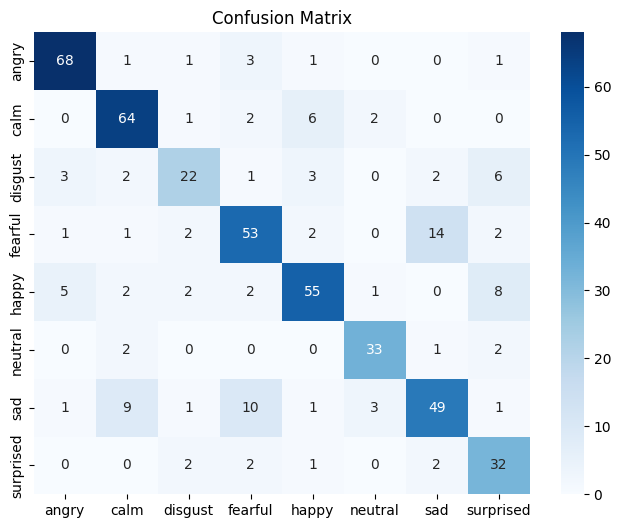 Confusion Matrix
angry 68 1 1 3 1 0 0 1
calm 0 64 1 2 6 2 0 0
disgust 3 2 22 1 3 0 2 6
fearful 1 1 2 53 2 0 14 2
happy 5 2 2 2 55 1 0 8
neutral 0 2 0 0 0 33 1 2
sad 1 9 1 10 1 3 49 1
surprised 0 0 2 2 1 0 2 32
angry calm disgust fearful happy neutral sad surprised
60
50
40
30
20
10
0